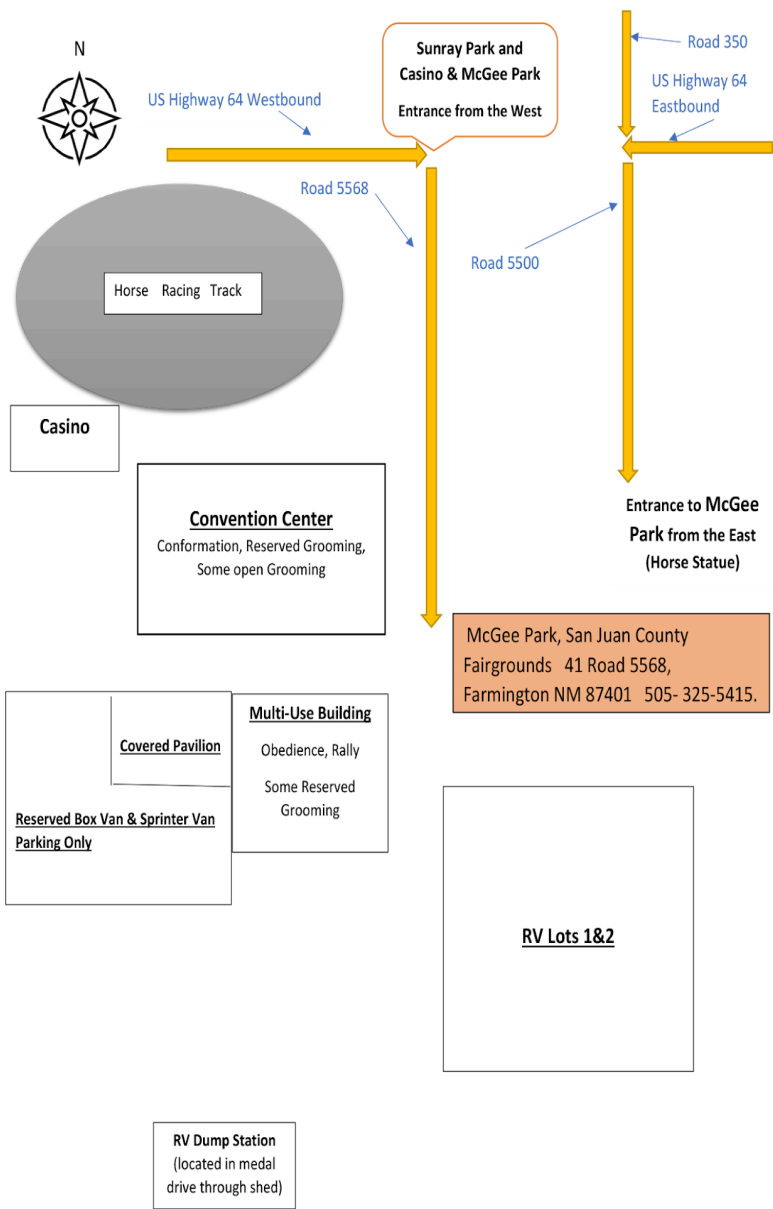 N
Sunray Park and
Casino & McGee Park
Entrance from the West
Road 350
US Highway 64
Eastbound
US Highway 64 Westbound
Road 5568
Road 5500
Horse Racing Track
Casino
Convention Center
Conformation, Reserved Grooming,
Some open Grooming
Entrance to McGee
Park from the East
(Horse Statue)
McGee Park, San Juan County
Fairgrounds 41 Road 5568,
Farmington NM 87401 505- 325-5415.
Covered Pavilion
Multi-Use Building
Obedience, Rally
Some Reserved
Grooming
Reserved Box Van & Sprinter Van
Parking Only
RV Lots 1&2
RV Dump Station
(located in medal
drive through shed)